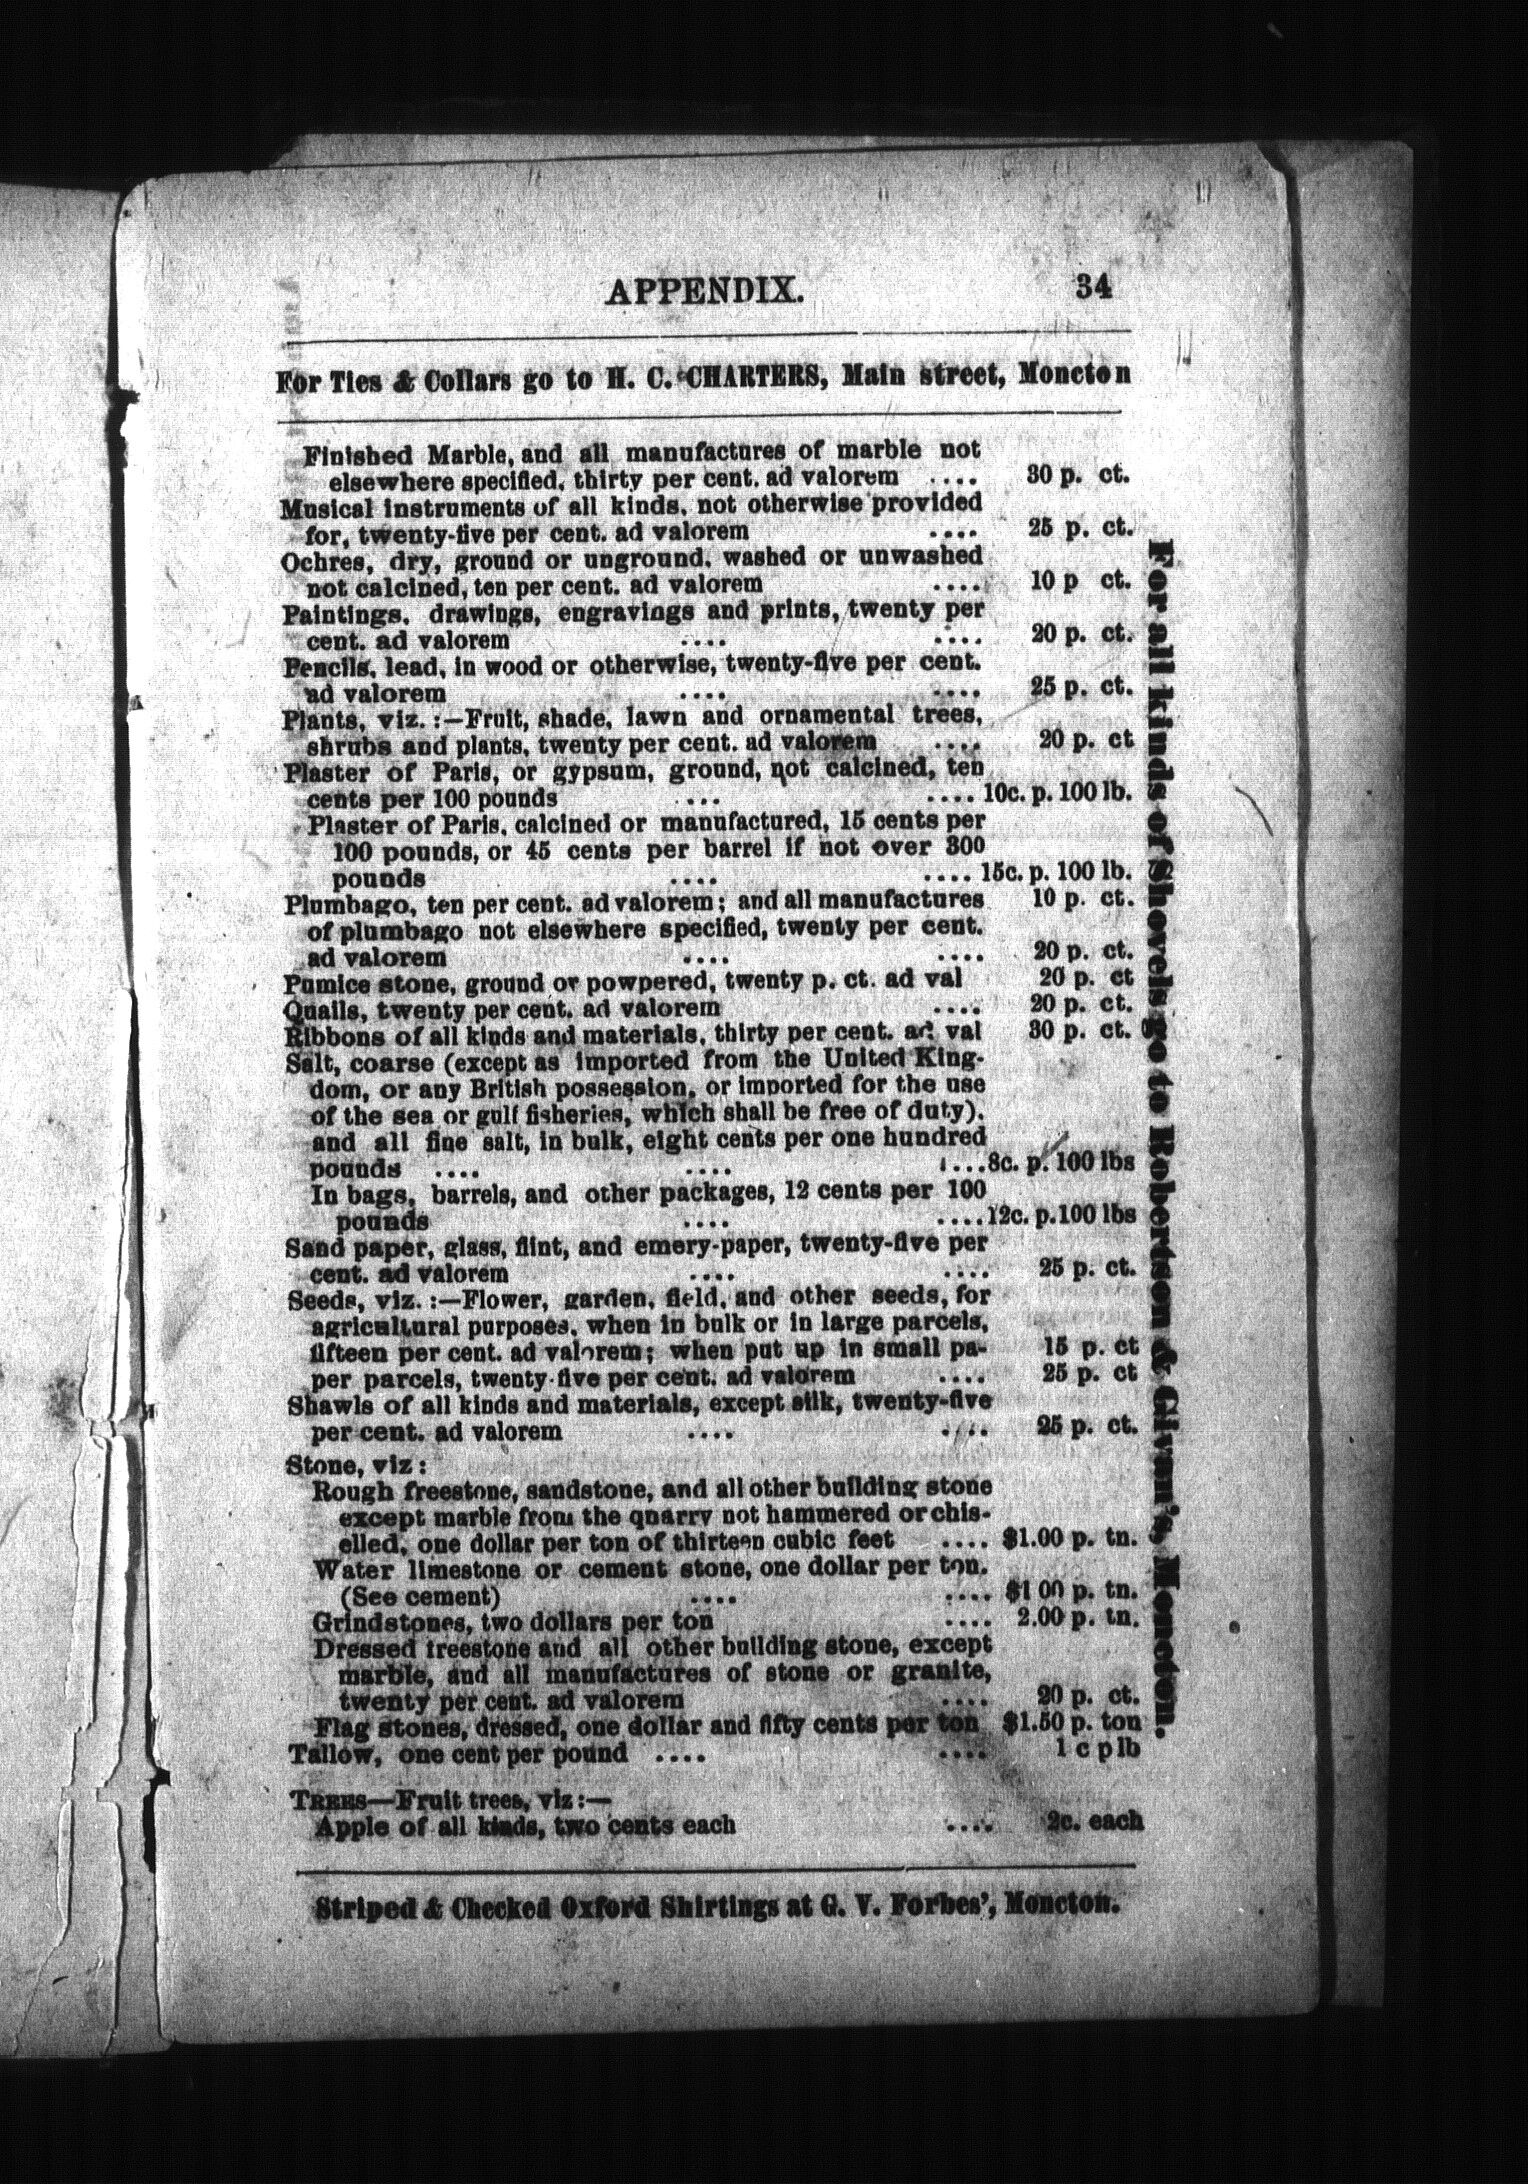 APPENDIX. 34
For Ties & Collars go to H. C. CHARTERS, Main street, Moncton
Finished Marble, and all manufactures of marble not
elsewhere specified, thirty per cent. ad valorem .... 30 p. ct.
Musical instruments of all kinds, not otherwise provided
for, twenty-five per cent. ad valorem .... 25 p. ct.
Ochres, dry, ground or unground, washed or unwashed
not calcined, ten per cent. ad valorem .... 10 p ct.
Paintings, drawings, engravings and prints, twenty per
cent. ad valorem .... .... 20 p. ct.
Pencils, lead, in wood or otherwise, twenty-five per cent.
ad valorem .... .... 25 p. ct.
Plants, viz. :—Fruit, shade, lawn and ornamental trees,
shrubs and plants, twenty per cent. ad valorem .... 20 p. ct
Plaster of Paris, or gypsum, ground, not calcined, ten
cents per 100 pounds .... .... 10c. p. 100 lb.
Plaster of Paris, calcined or manufactured, 15 cents per
100 pounds, or 45 cents per barrel if not over 300
pounds .... .... 15c. p. 100 lb.
Plumbago, ten per cent. ad valorem; and all manufactures 10 p. ct.
of plumbago not elsewhere specified, twenty per cent.
ad valorem .... .... 20 p. ct.
Pumice stone, ground or powpered, twenty p. ct. ad val 20 p. ct
Quails, twenty per cent. ad valorem .... 20 p. ct.
Ribbons of all kinds and materials, thirty per cent. ad val 30 p. ct.
Salt, coarse (except as imported from the United King-
dom, or any British possession, or imported for the use
of the sea or gulf fisheries, which shall be free of duty).
and all fine salt, in bulk, eight cents per one hundred
pounds .... .... .... 8c. p. 100 lbs
In bags, barrels, and other packages, 12 cents per 100
pounds .... .... 12c. p. 100 lbs
Sand paper, glass, flint, and emery-paper, twenty-five per
cent. ad valorem .... .... 25 p. ct.
Seeds, viz. :—Flower, garden, field, and other seeds, for
agricultural purposes, when in bulk or in large parcels,
fifteen per cent. ad valorem; when put up in small pa- 15 p. ct
per parcels, twenty-five per cent. ad valorem .... 25 p. ct
Shawls of all kinds and materials, except silk, twenty-five
per cent. ad valorem .... .... 25 p. ct.
Stone, viz :
Rough freestone, sandstone, and all other building stone
except marble from the quarry not hammered or chis-
elled, one dollar per ton of thirteen cubic feet .... $1.00 p. tn.
Water limestone or cement stone, one dollar per ton.
(See cement) .... .... $1 00 p. tn.
Grindstones, two dollars per ton .... 2.00 p. tn.
Dressed freestone and all other building stone, except
marble, and all manufactures of stone or granite,
twenty per cent. ad valorem .... 20 p. ct.
Flag stones, dressed, one dollar and fifty cents per ton $1.50 p. ton
Tallow, one cent per pound .... .... 1 c p lb
TREES—Fruit trees, viz :—
Apple of all kinds, two cents each .... 2c. each
Striped & Checked Oxford Shirtings at G. V. Forbes', Moncton.
For all kinds of Shovels go to Robertson & Givan's, Moncton.